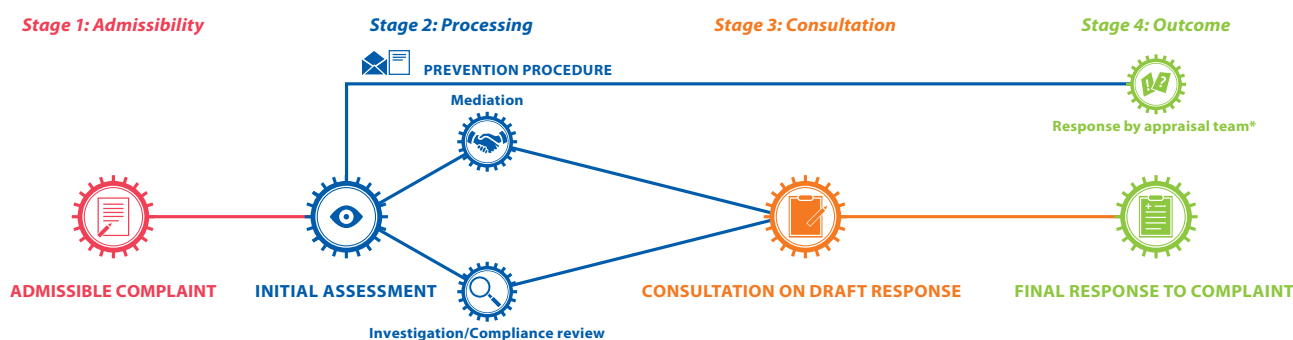 Stage 1: Admissibility
Stage 2: Processing
Stage 3: Consultation
Stage 4: Outcome
PREVENTION PROCEDURE
Mediation
Response by appraisal team*
ADMISSIBLE COMPLAINT
INITIAL ASSESSMENT
CONSULTATION ON DRAFT RESPONSE
FINAL RESPONSE TO COMPLAINT
Investigation/Compliance review